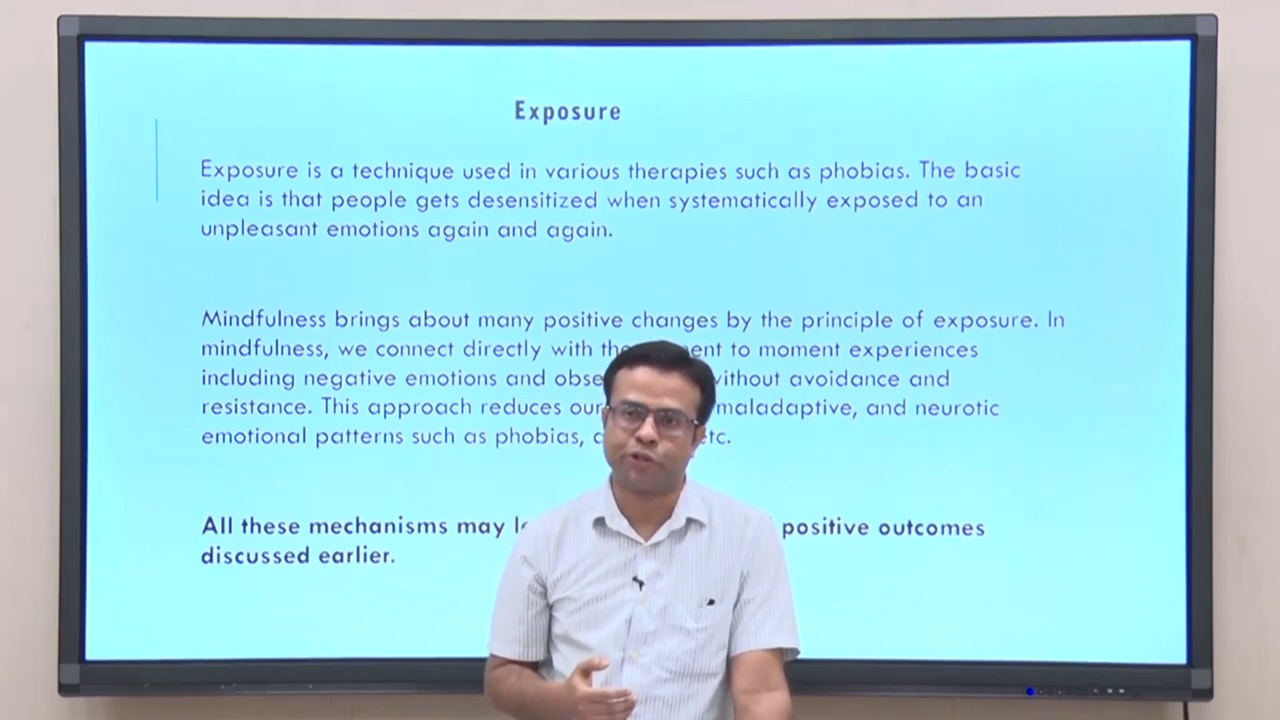 Exposure
Exposure is a technique used in various therapies such as phobias. The basic
idea is that people gets desensitized when systematically exposed to an
unpleasant emotions again and again.
Mindfulness brings about many positive changes by the principle of exposure. In
mindfulness, we connect directly with to moment experiences
including negative emotions and without avoidance and
resistance. This approach reduces our maladaptive, and neurotic
emotional patterns such as phobias, etc.
All these mechanisms may positive outcomes
discussed earlier.